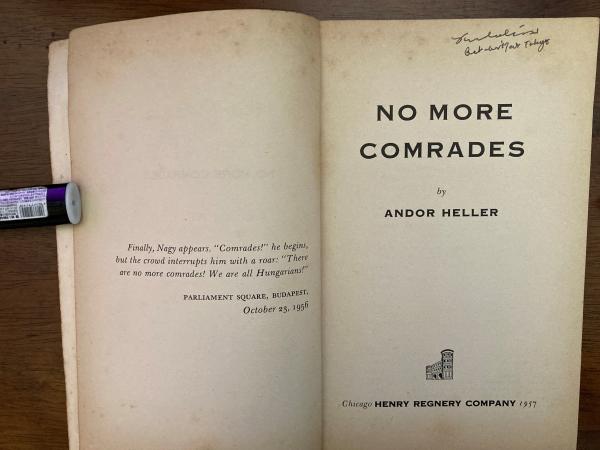 Finally, Nagy appears. "Comrades!" he begins,
but the crowd interrupts him with a roar: "There
are no more comrades! We are all Hungarians!"
PARLIAMENT SQUARE, BUDAPEST,
October 23, 1956
NO MORE
COMRADES
by
ANDOR HELLER
Chicago HENRY REGNERY COMPANY 1957